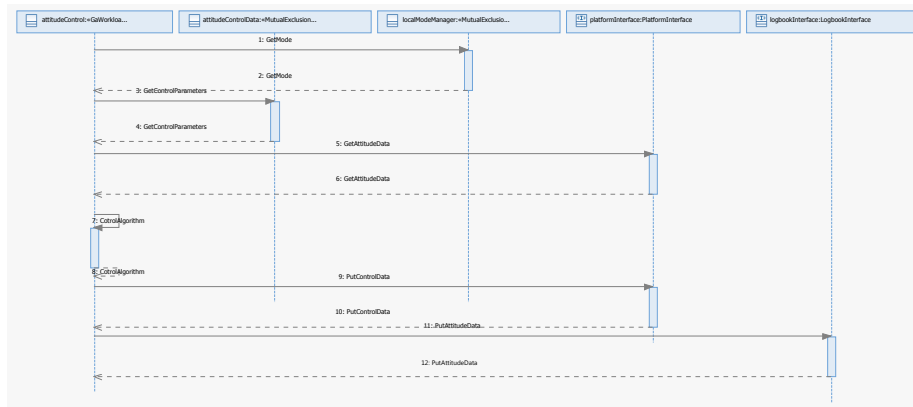 attitudeControl:«GaWorkloa...
attitudeControlData:«MutualExclusion...
localModeManager:«MutualExclusio...
platformInterface:PlatformInterface
logbookInterface:LogbookInterface
1: GetMode
2: GetMode
3: GetControlParameters
4: GetControlParameters
5: GetAttitudeData
6: GetAttitudeData
7: CotrolAlgorithm
8: CotrolAlgorithm
9: PutControlData
10: PutControlData
11: PutAttitudeData
12: PutAttitudeData